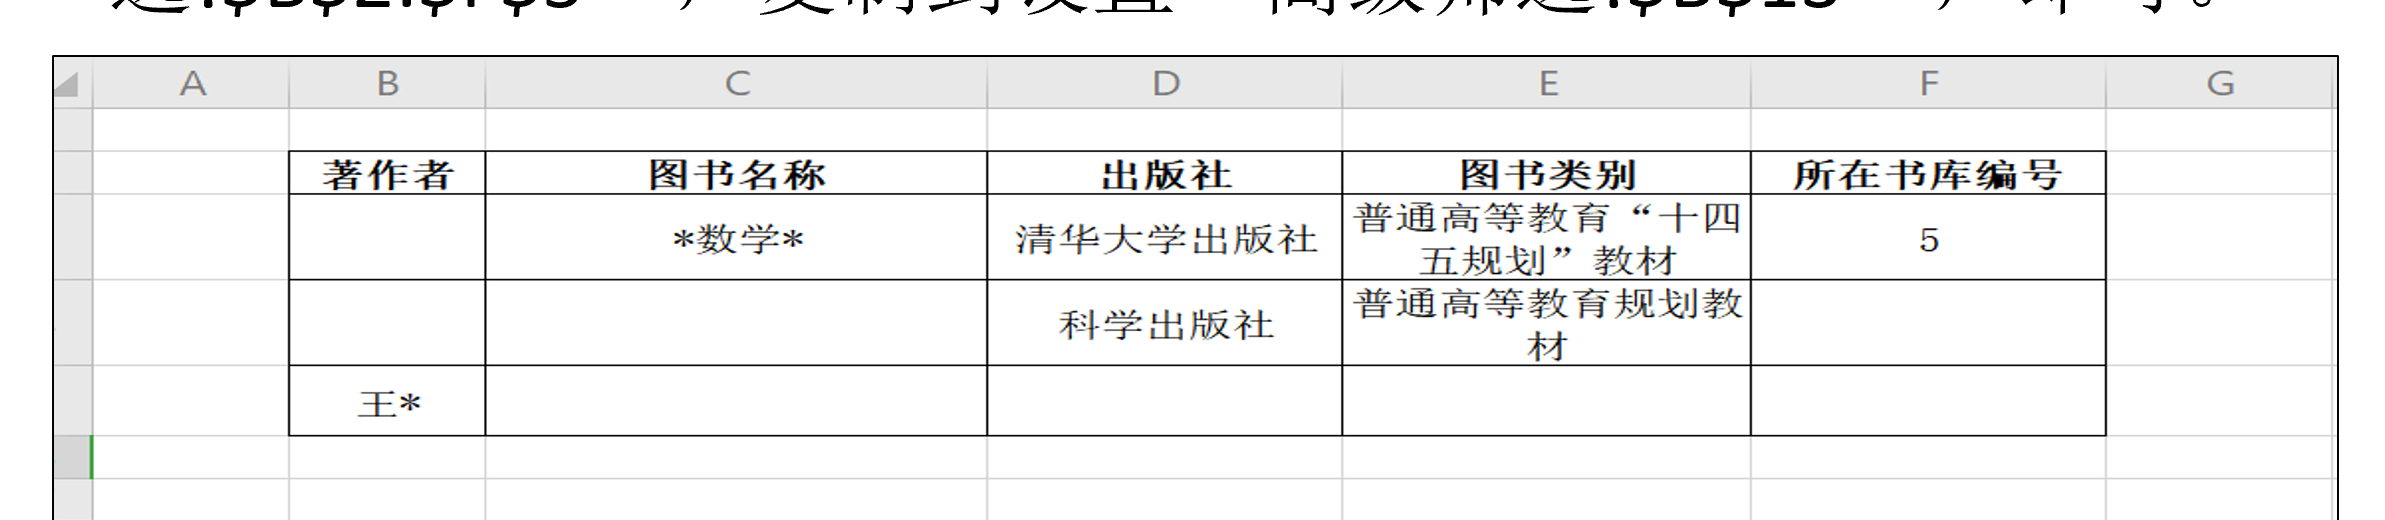 A B C D E F G
著作者 图书名称 出版社 图书类别 所在书库编号
*数学* 清华大学出版社 普通高等教育“十四 5
五规划”教材
科学出版社 普通高等教育规划教
材
王*